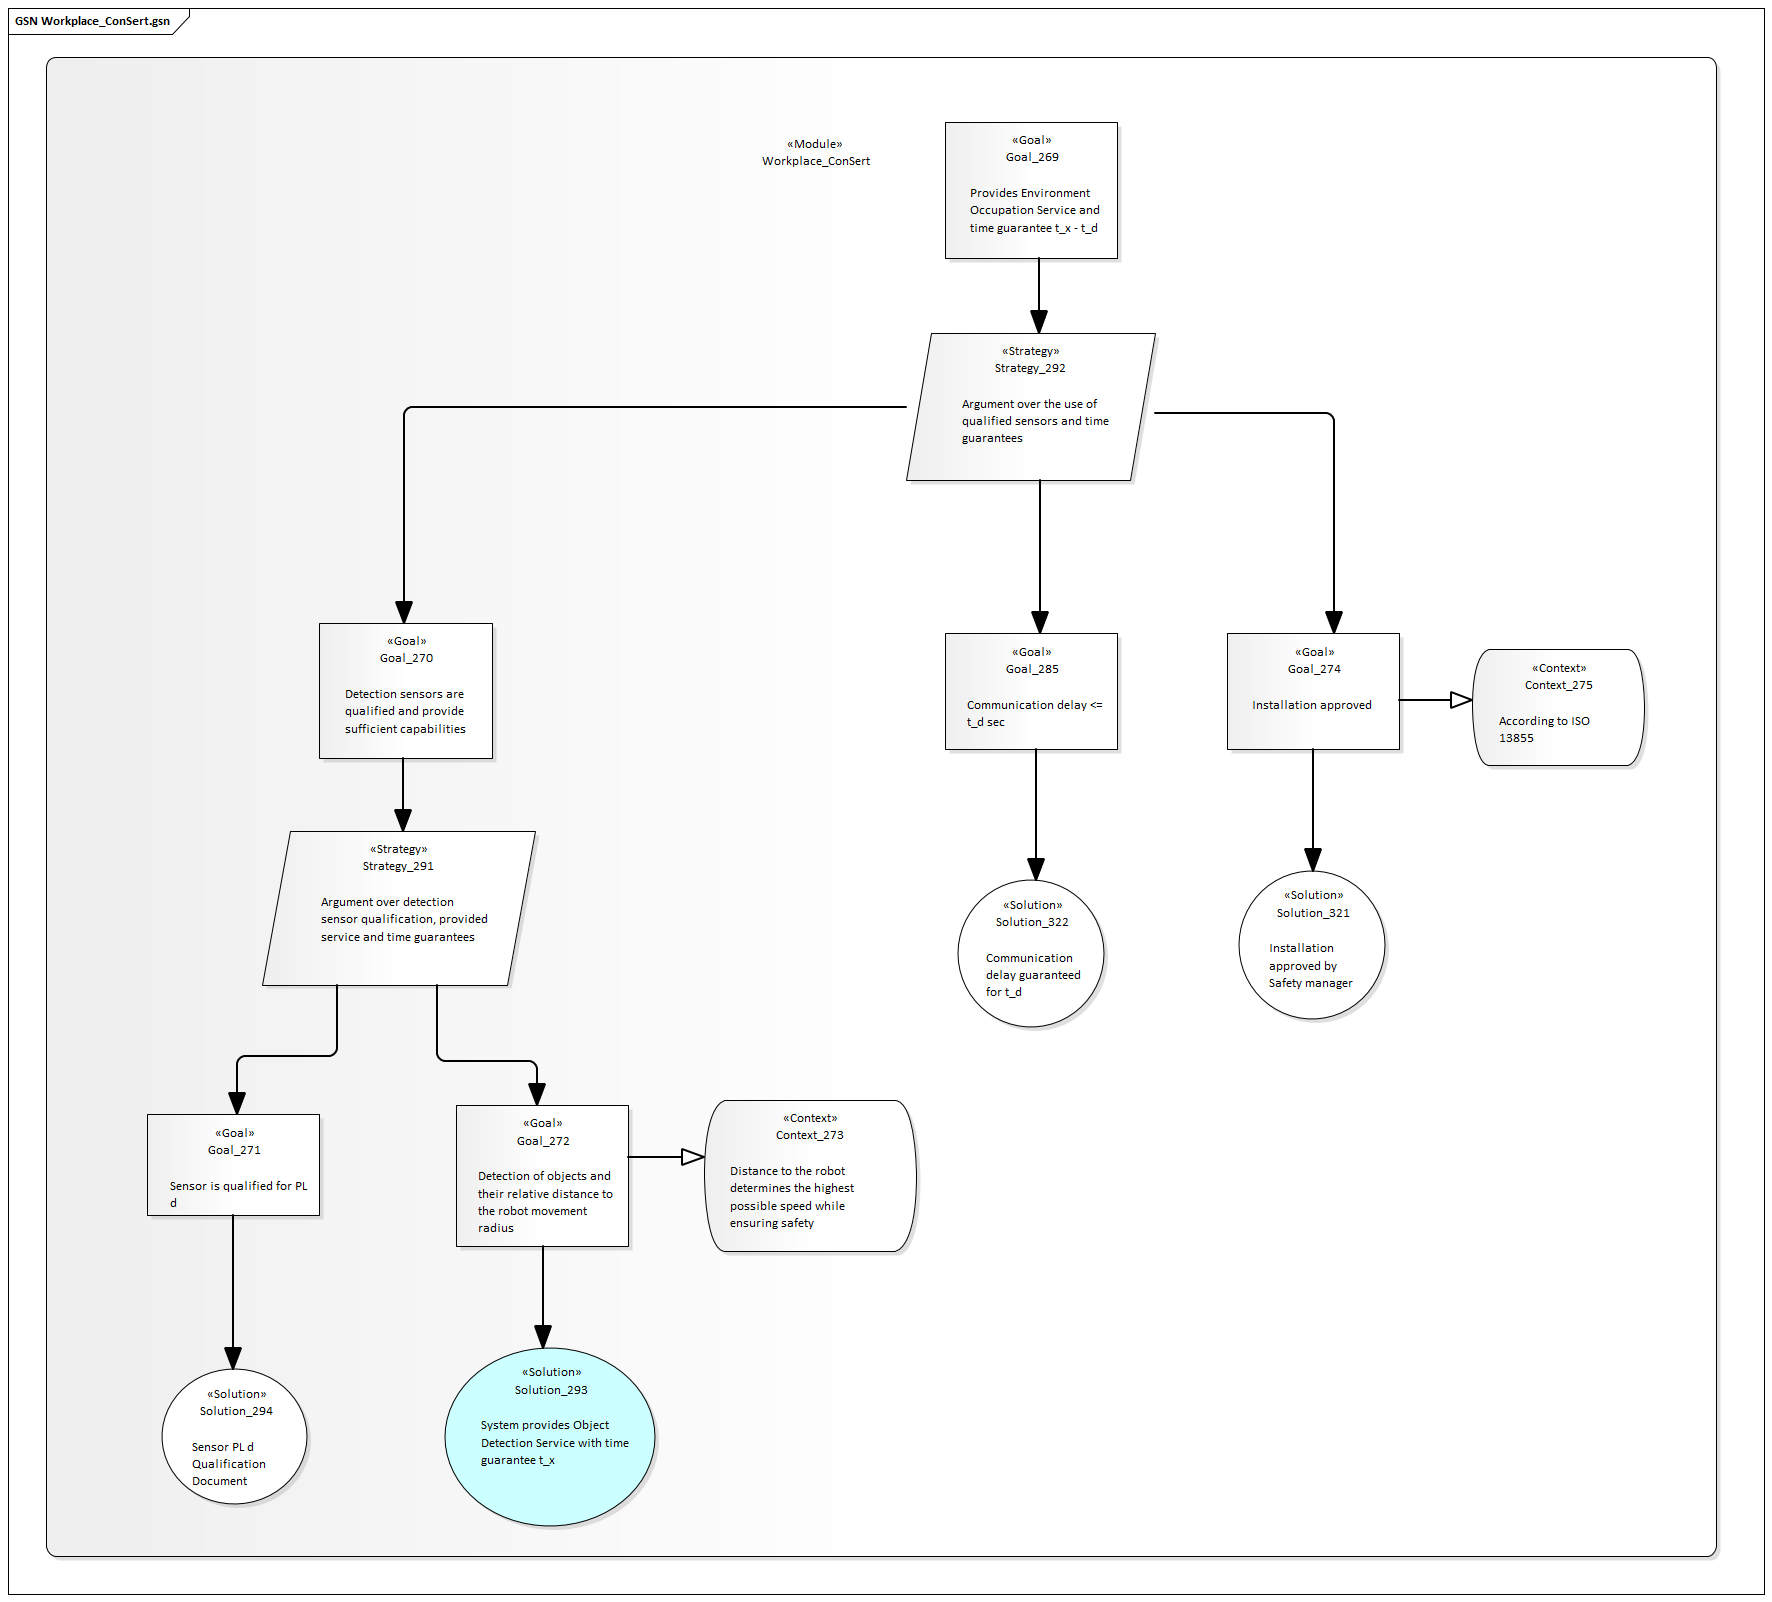 GSN Workplace_ConSert.gsn
«Module»
Workplace_ConSert
«Goal»
Goal_269
Provides Environment
Occupation Service and
time guarantee t_x - t_d
«Strategy»
Strategy_292
Argument over the use of
qualified sensors and time
guarantees
«Goal»
Goal_270
Detection sensors are
qualified and provide
sufficient capabilities
«Goal»
Goal_285
Communication delay <=
t_d sec
«Goal»
Goal_274
Installation approved
«Context»
Context_275
According to ISO
13855
«Strategy»
Strategy_291
Argument over detection
sensor qualification, provided
service and time guarantees
«Solution»
Solution_322
Communication
delay guaranteed
for t_d
«Solution»
Solution_321
Installation
approved by
Safety manager
«Goal»
Goal_271
Sensor is qualified for PL
d
«Goal»
Goal_272
Detection of objects and
their relative distance to
the robot movement
radius
«Context»
Context_273
Distance to the robot
determines the highest
possible speed while
ensuring safety
«Solution»
Solution_294
Sensor PL d
Qualification
Document
«Solution»
Solution_293
System provides Object
Detection Service with time
guarantee t_x